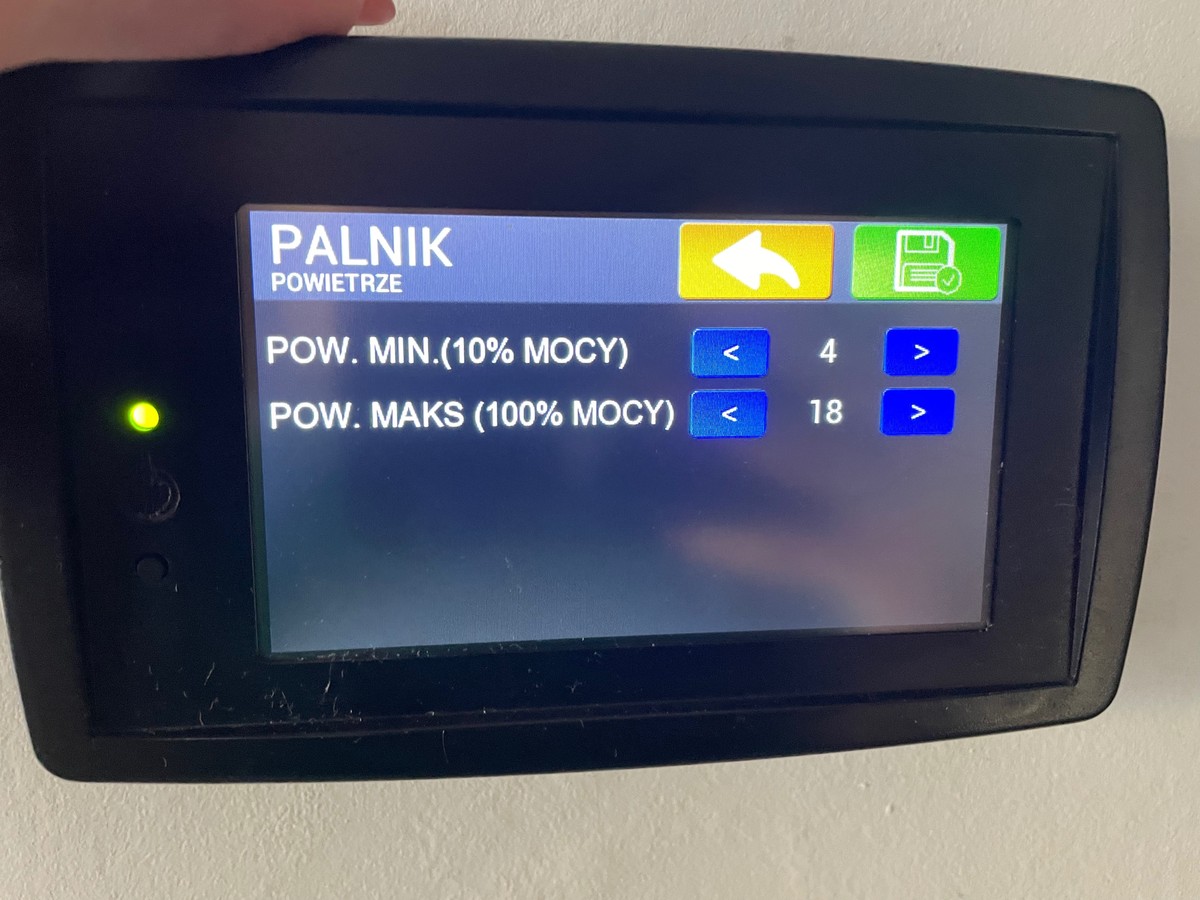 PALNIK
POWIETRZE
POW. MIN.(10% MOCY) < 4 >
POW. MAKS (100% MOCY) < 18 >